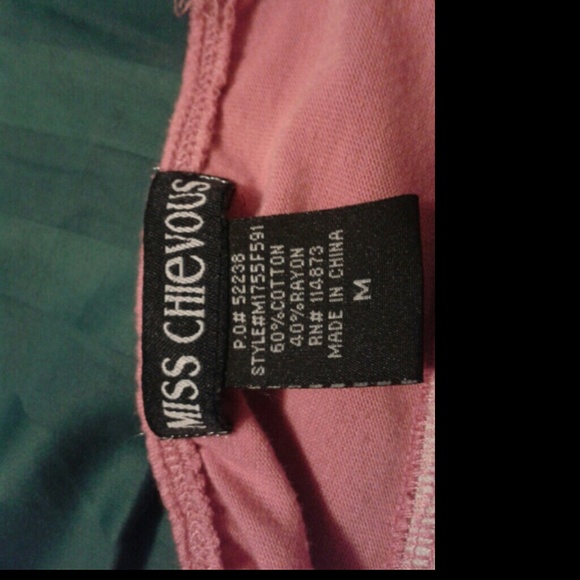 MISS CHIEVOUS
P.O# 52238
STYLE#M1755F591
60%COTTON
40%RAYON
RN# 114873
MADE IN CHINA
M